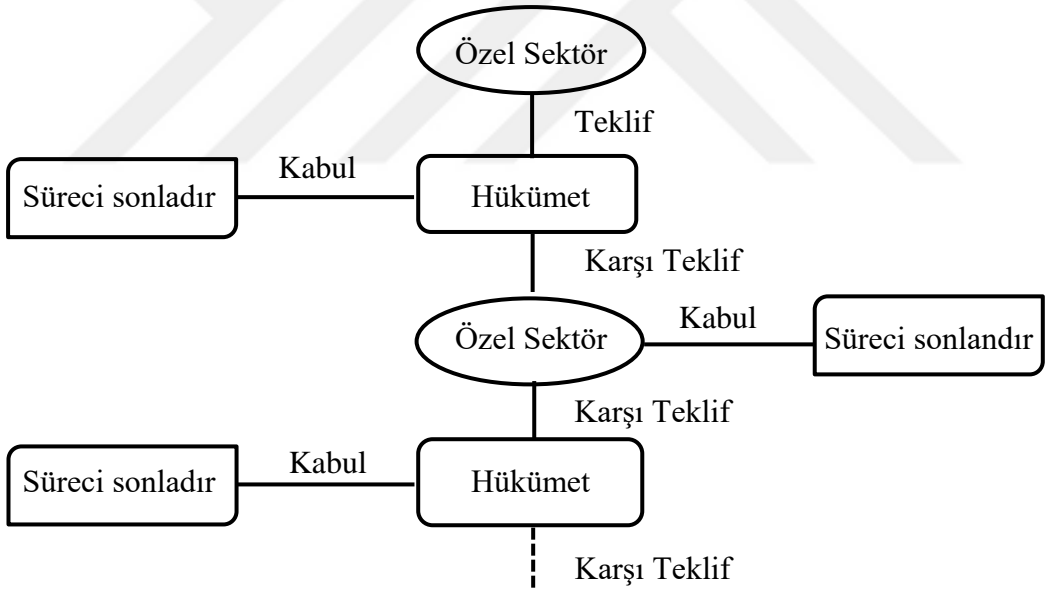 Özel Sektör
Teklif
Süreci sonladır
Kabul
Hükümet
Karşı Teklif
Özel Sektör
Kabul
Süreci sonlandır
Karşı Teklif
Süreci sonladır
Kabul
Hükümet
Karşı Teklif